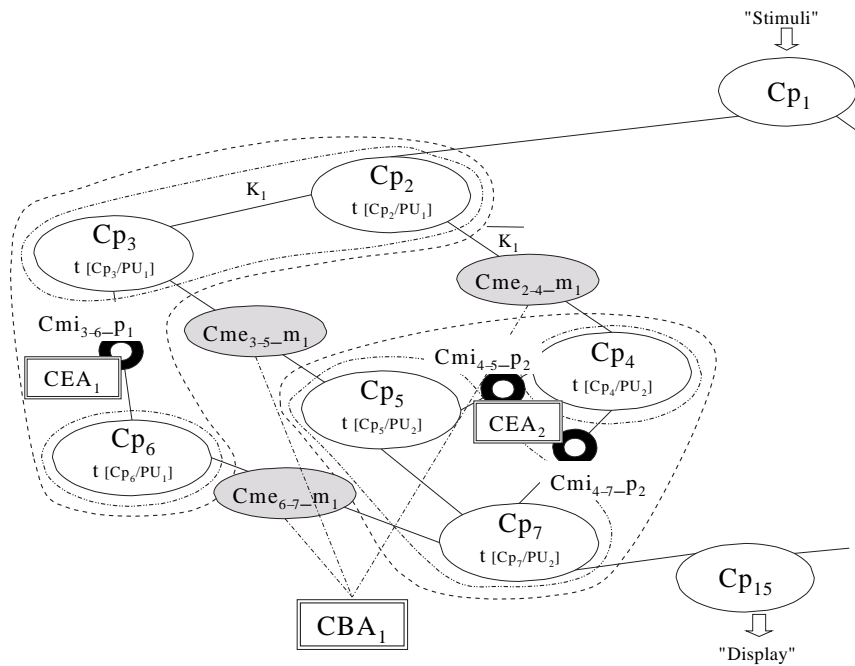 "Stimuli"
Cp₁
Cp₂
t [Cp₂/PU₁]
K₁
Cp₃
t [Cp₃/PU₁]
K₁
Cme₂₋₄_m₁
Cmi₃₋₆_p₁
Cme₃₋₅_m₁
Cmi₄₋₅_p₂
Cp₄
t [Cp₄/PU₂]
CEA₁
Cp₅
t [Cp₅/PU₂]
CEA₂
Cp₆
t [Cp₆/PU₁]
Cme₆₋₇_m₁
Cmi₄₋₇_p₂
Cp₇
t [Cp₇/PU₂]
Cp₁₅
CBA₁
"Display"